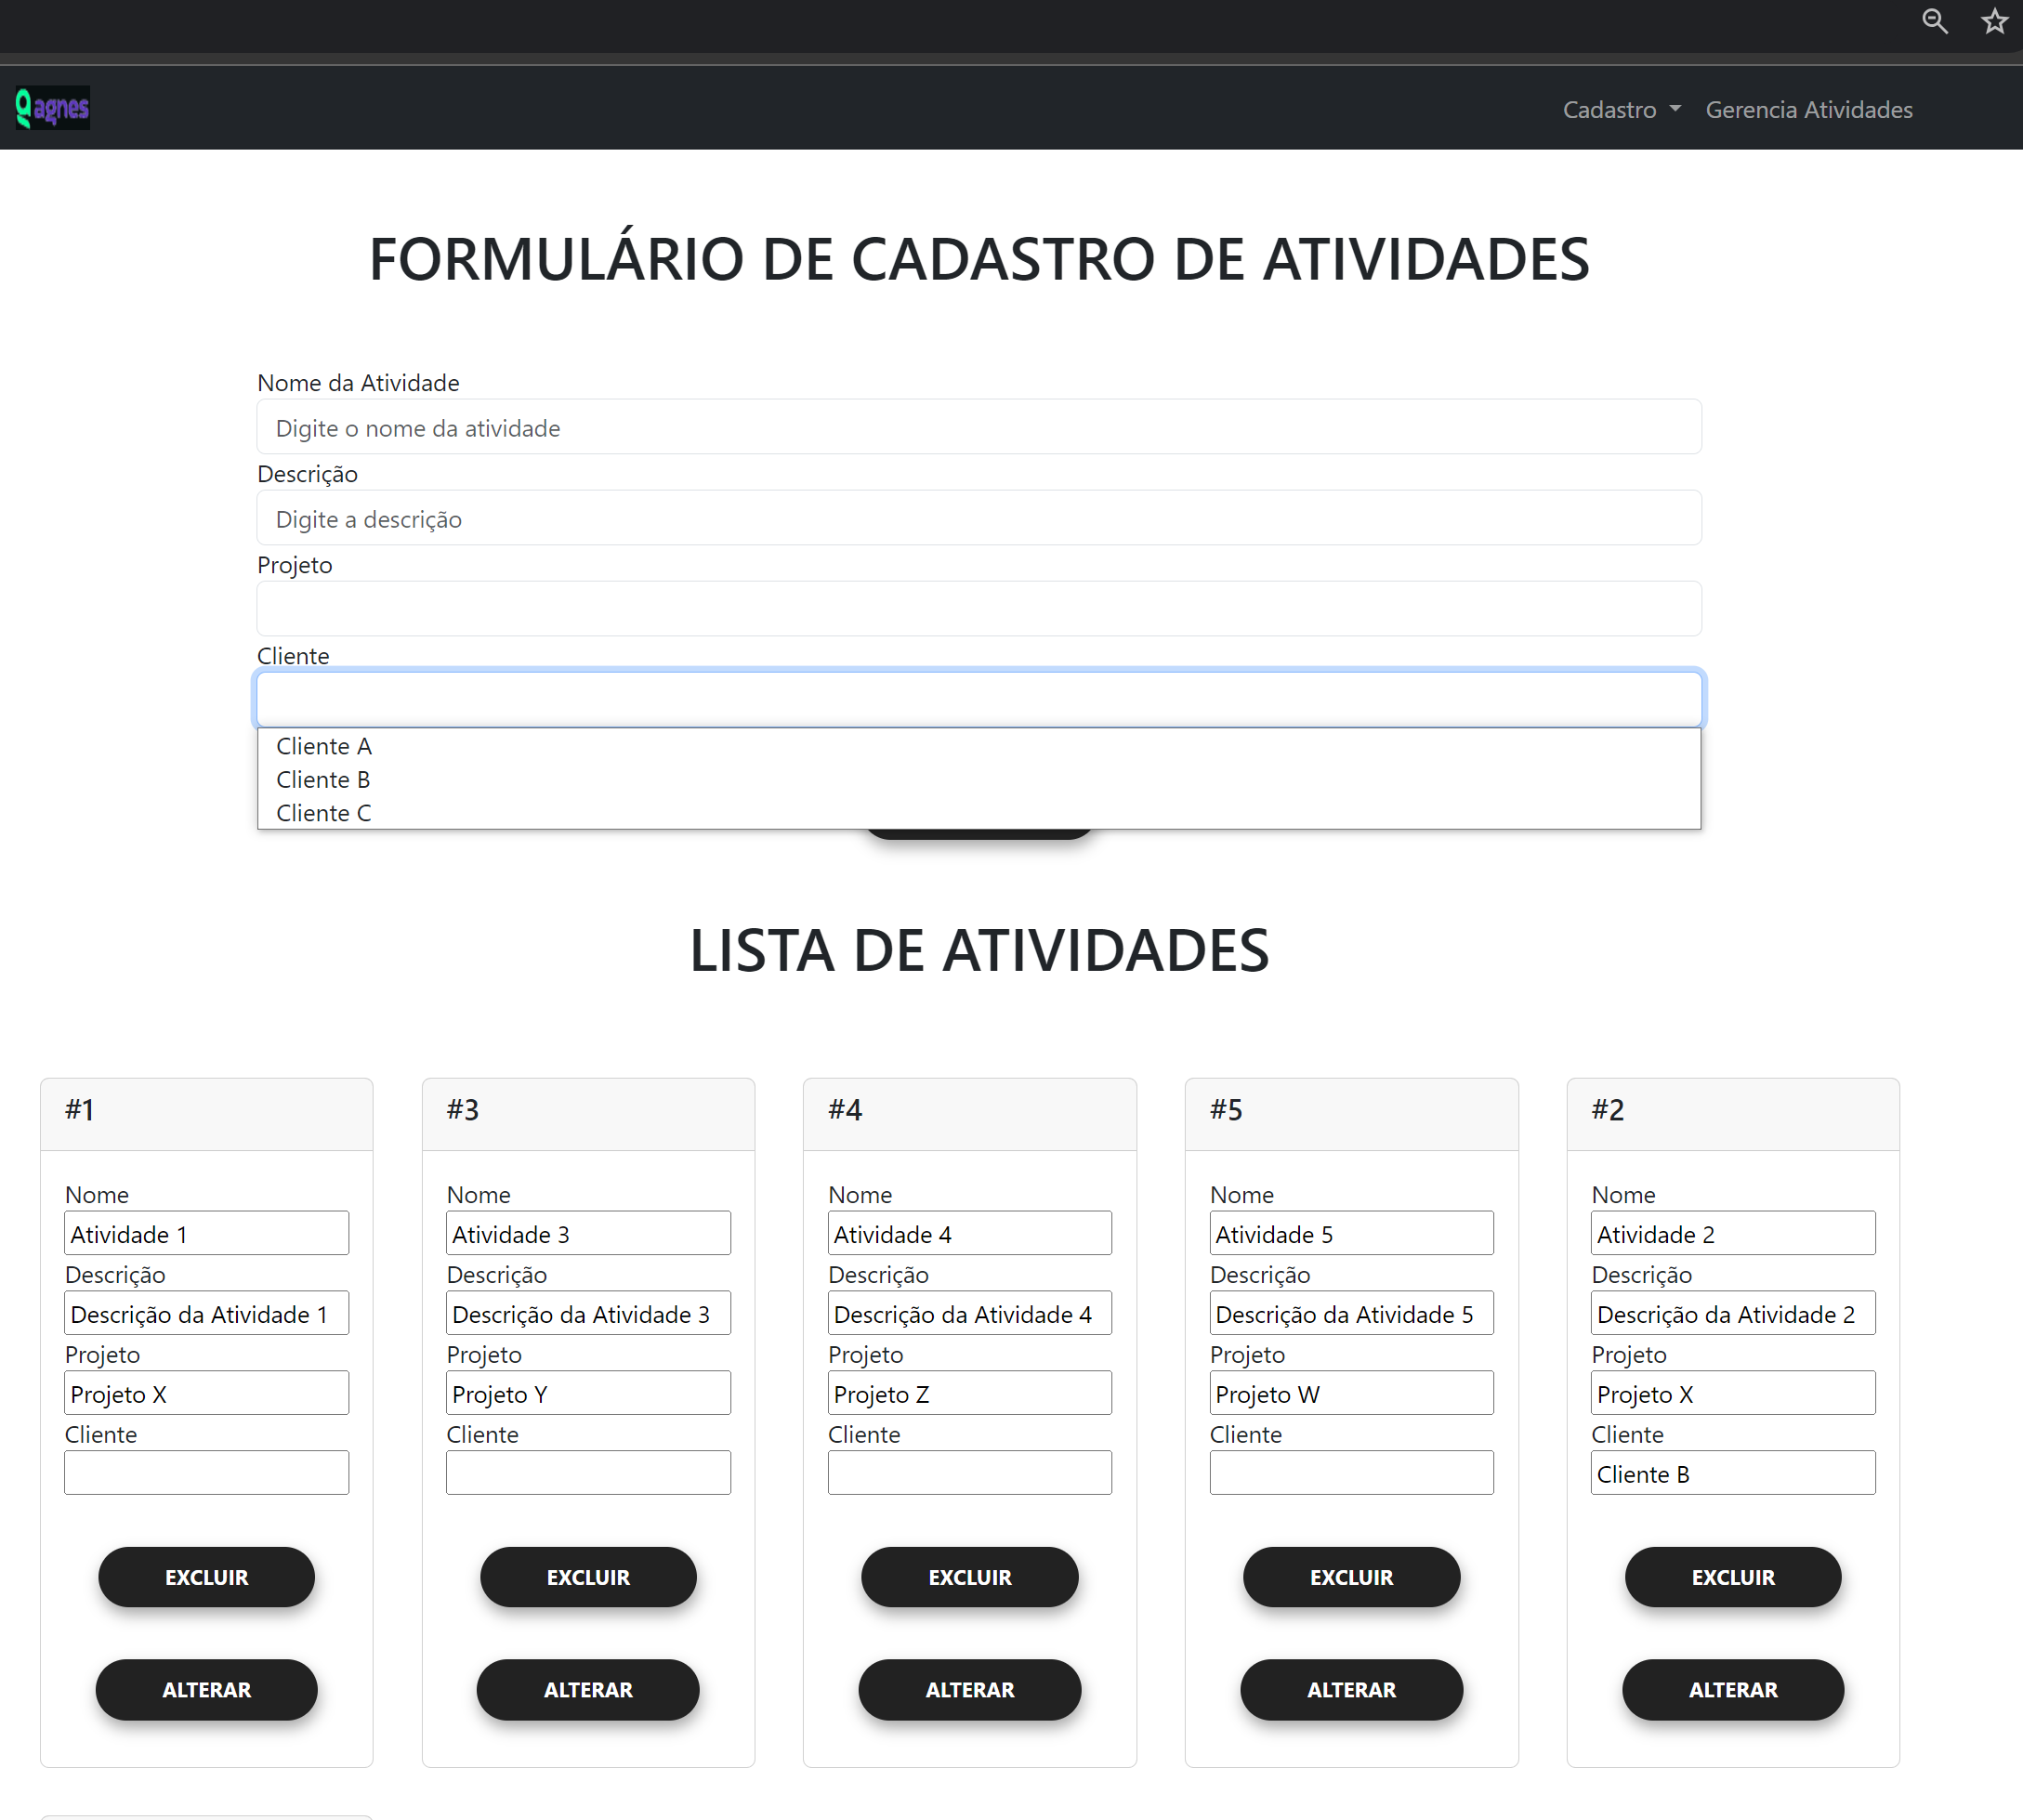 agnes
Cadastro Gerencia Atividades
FORMULÁRIO DE CADASTRO DE ATIVIDADES
Nome da Atividade
Digite o nome da atividade
Descrição
Digite a descrição
Projeto
Cliente
Cliente A
Cliente B
Cliente C
LISTA DE ATIVIDADES
#1
Nome
Atividade 1
Descrição
Descrição da Atividade 1
Projeto
Projeto X
Cliente
EXCLUIR
ALTERAR
#3
Nome
Atividade 3
Descrição
Descrição da Atividade 3
Projeto
Projeto Y
Cliente
EXCLUIR
ALTERAR
#4
Nome
Atividade 4
Descrição
Descrição da Atividade 4
Projeto
Projeto Z
Cliente
EXCLUIR
ALTERAR
#5
Nome
Atividade 5
Descrição
Descrição da Atividade 5
Projeto
Projeto W
Cliente
EXCLUIR
ALTERAR
#2
Nome
Atividade 2
Descrição
Descrição da Atividade 2
Projeto
Projeto X
Cliente
Cliente B
EXCLUIR
ALTERAR